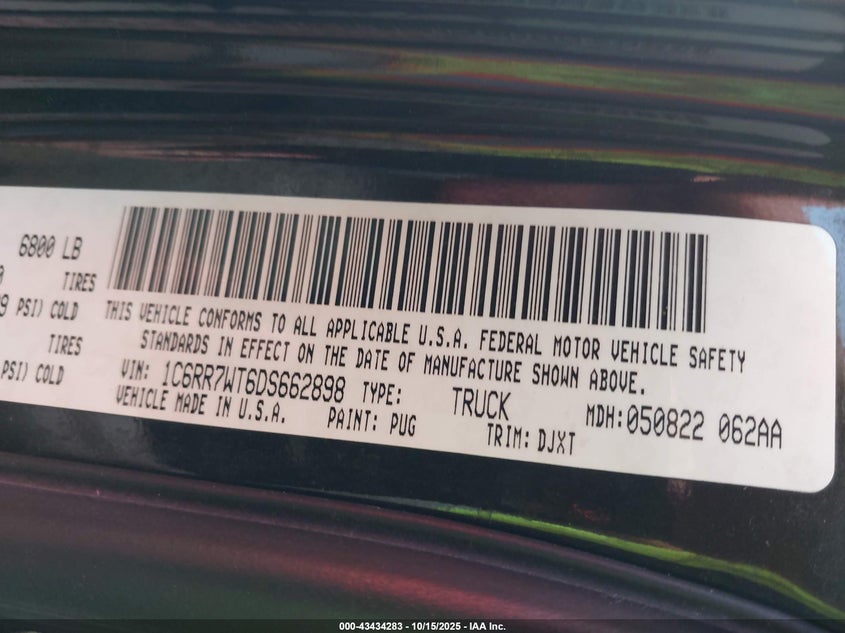 6800 LB
TIRES
PSI) COLD
TIRES
PSI) COLD
THIS VEHICLE CONFORMS TO ALL APPLICABLE U.S.A. FEDERAL MOTOR VEHICLE SAFETY
STANDARDS IN EFFECT ON THE DATE OF MANUFACTURE SHOWN ABOVE.
VIN: 1C6RR7WT6DS662898 TYPE: TRUCK MDH:050822 062AA
VEHICLE MADE IN U.S.A. PAINT: PUG TRIM: DJXT
000-43434283 - 10/15/2025 - IAA Inc.